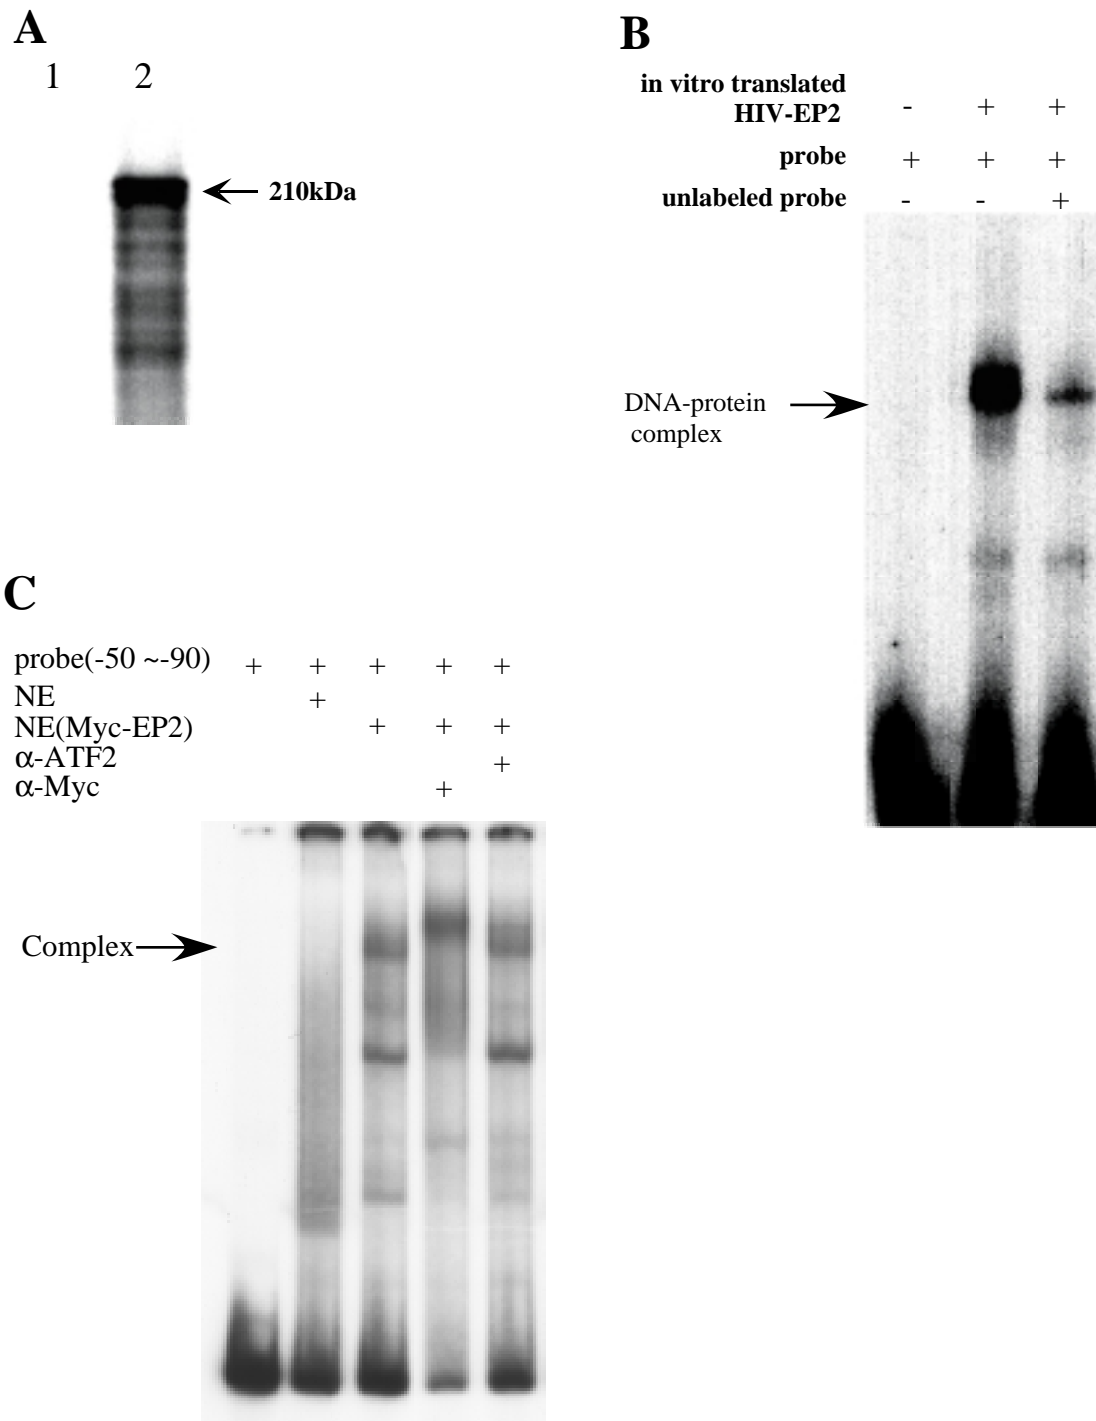 A
1 2
210kDa
B
in vitro translated
HIV-EP2 - + +
probe + + +
unlabeled probe - - +
DNA-protein
complex
C
probe(-50 ~-90) + + + + +
NE +
NE(Myc-EP2) + + +
α-ATF2 +
α-Myc +
Complex